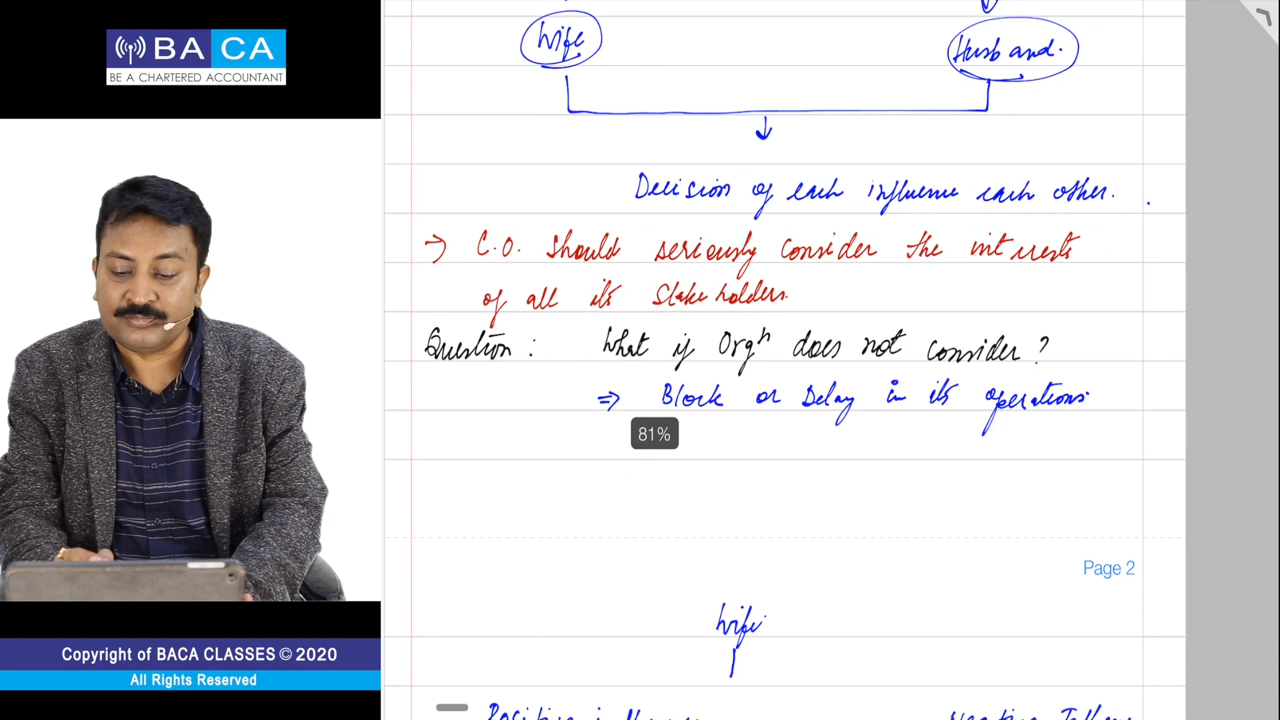 BACA
BE A CHARTERED ACCOUNTANT
Wife
Husband.
Decision of each influence each other.
→ C.O. should seriously consider the interests
of all its stakeholders.
Question : What if Orgn does not consider?
⇒ Block or Delay in its operations.
81%
Page 2
Wife
Positive
Copyright of BACA CLASSES © 2020
All Rights Reserved